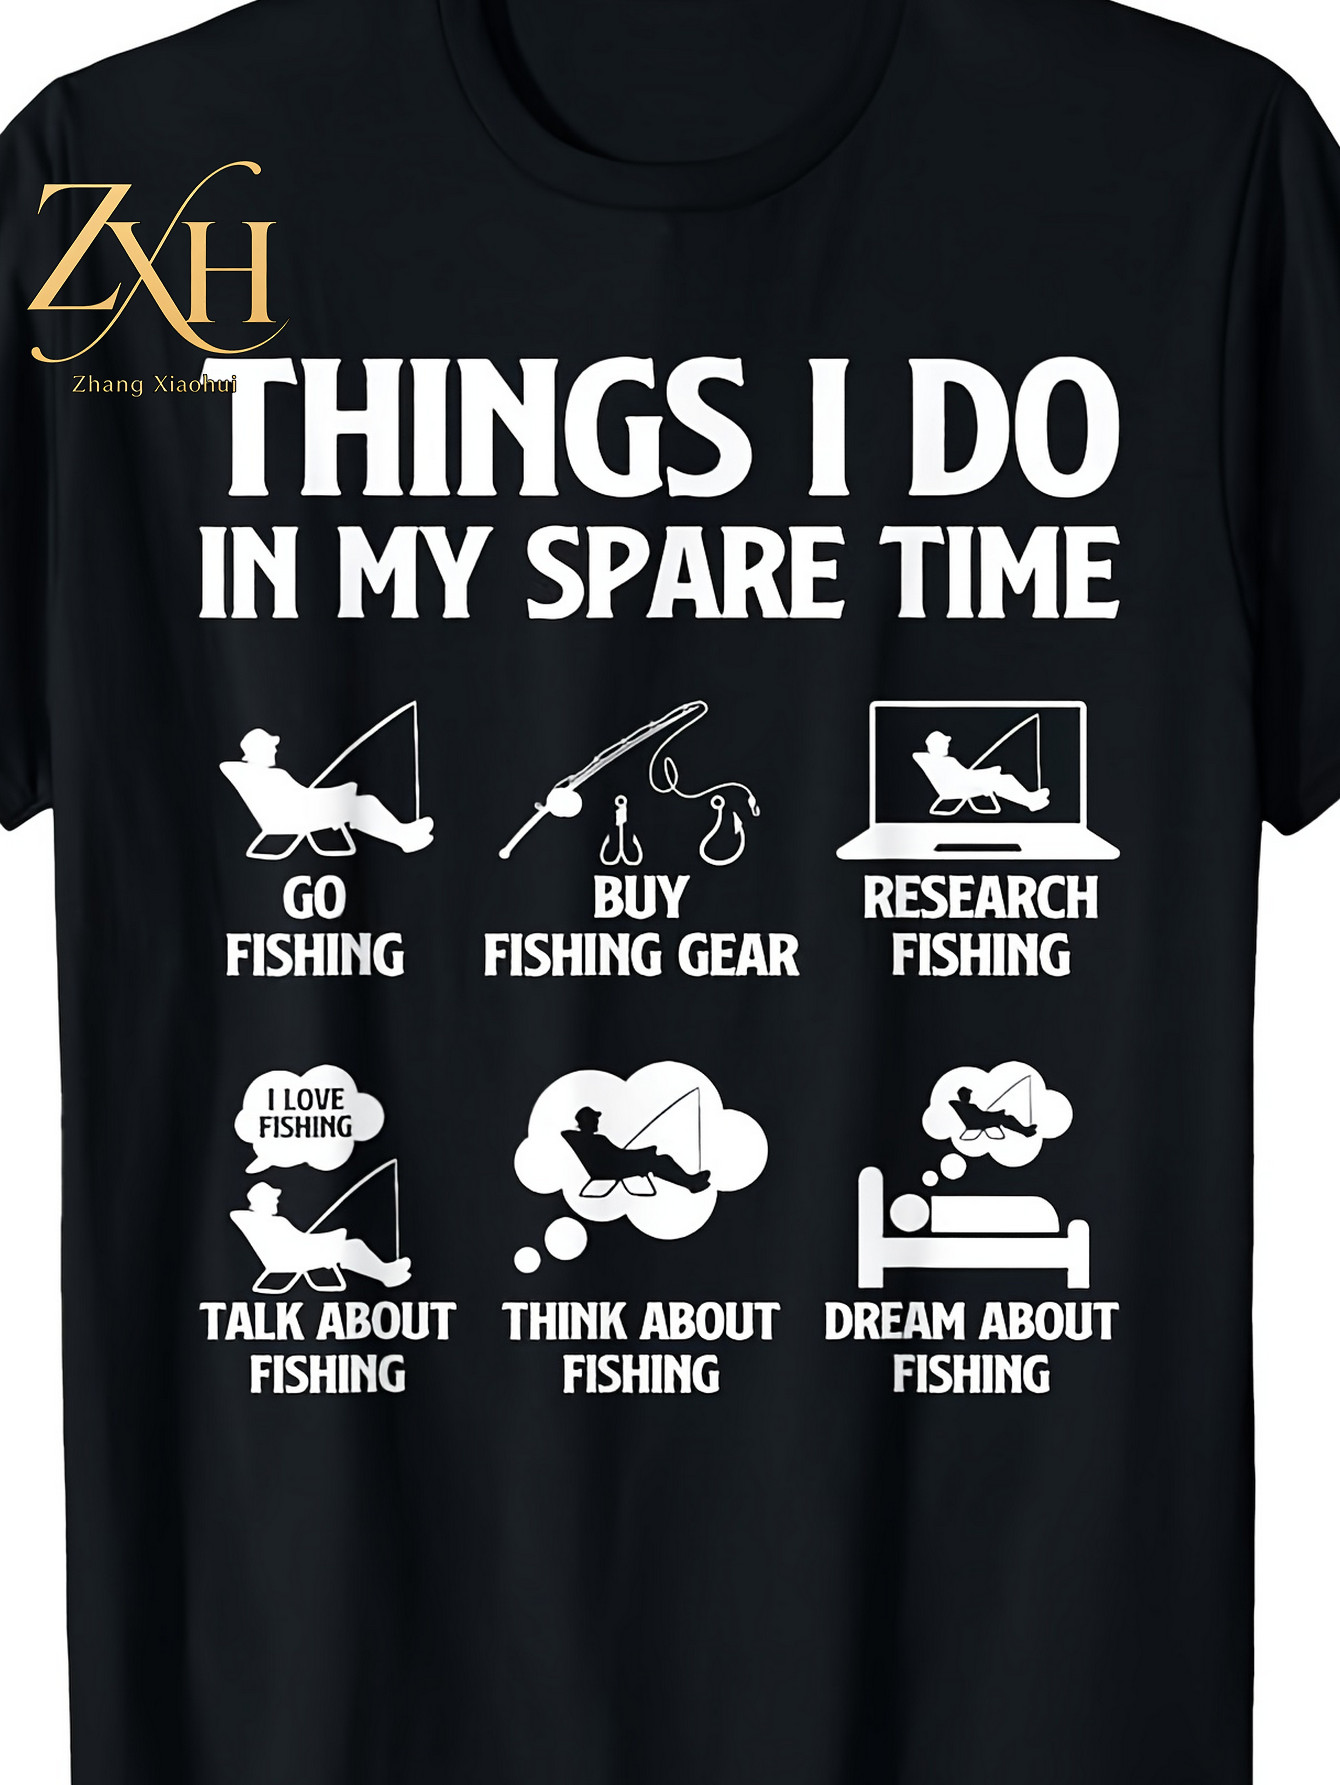 ZXH
Zhang Xiaohui
THINGS I DO
IN MY SPARE TIME
GO
FISHING
BUY
FISHING GEAR
RESEARCH
FISHING
I LOVE
FISHING
TALK ABOUT
FISHING
THINK ABOUT
FISHING
DREAM ABOUT
FISHING